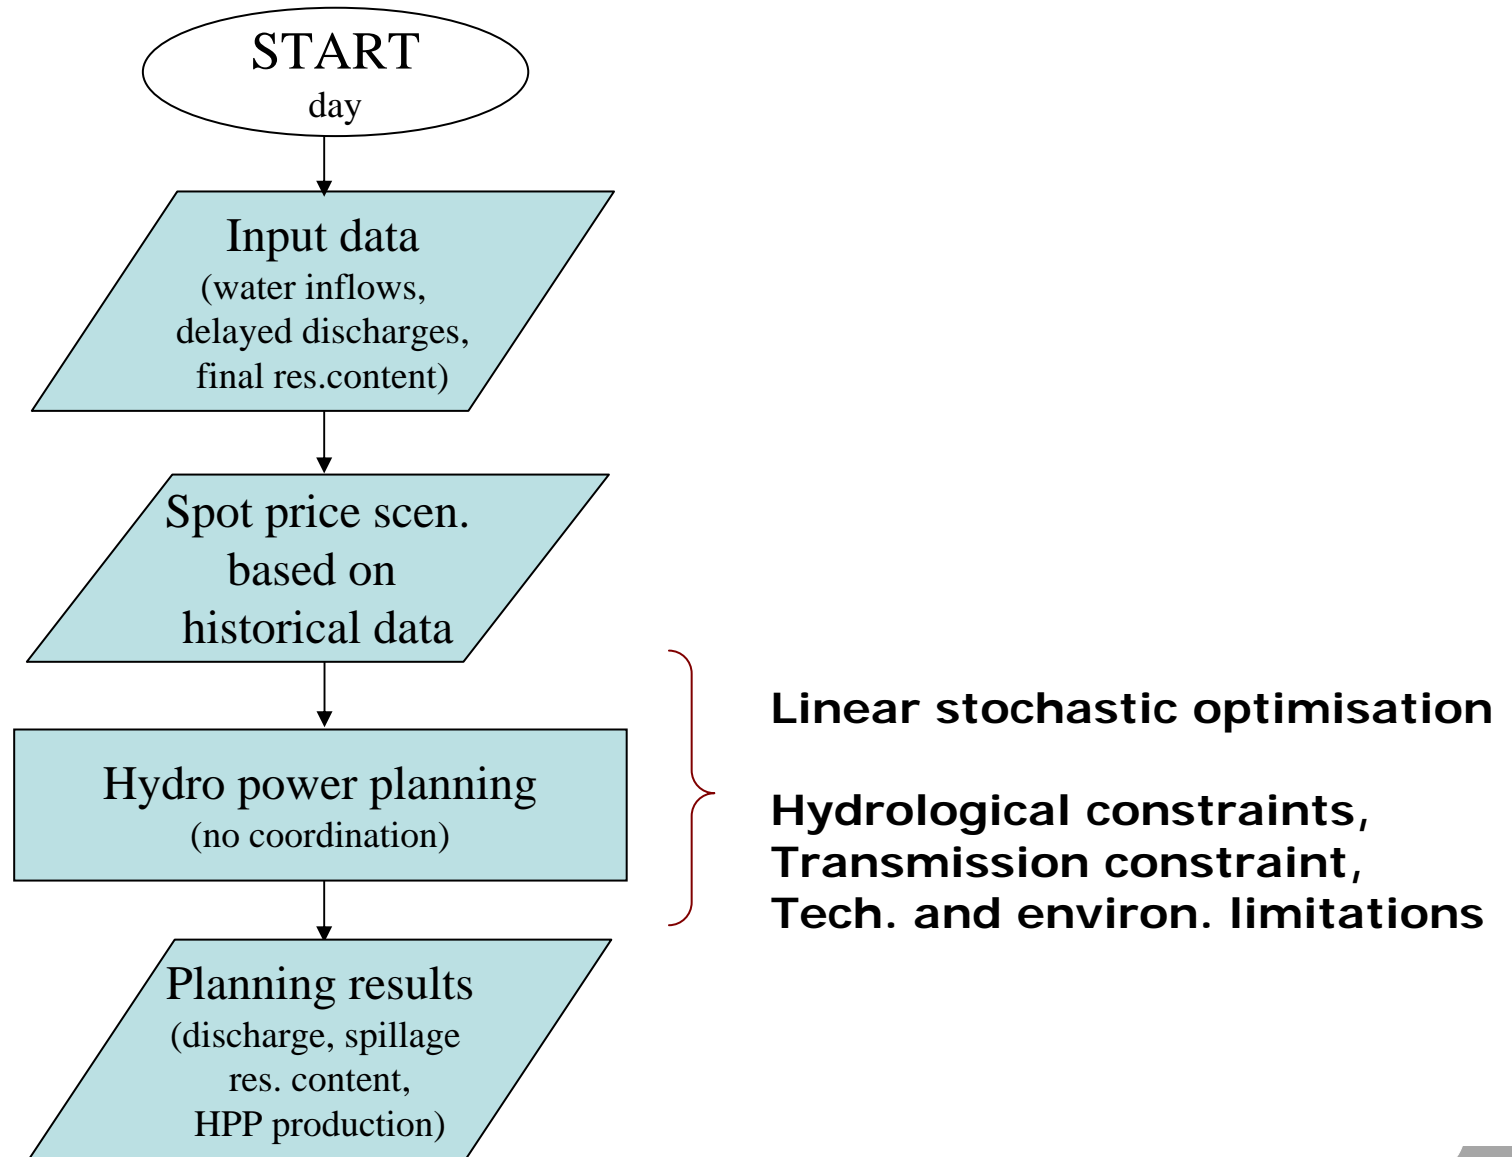 START
day
Input data
(water inflows,
delayed discharges,
final res.content)
Spot price scen.
based on
historical data
Hydro power planning
(no coordination)
Linear stochastic optimisation
Hydrological constraints,
Transmission constraint,
Tech. and environ. limitations
Planning results
(discharge, spillage
res. content,
HPP production)